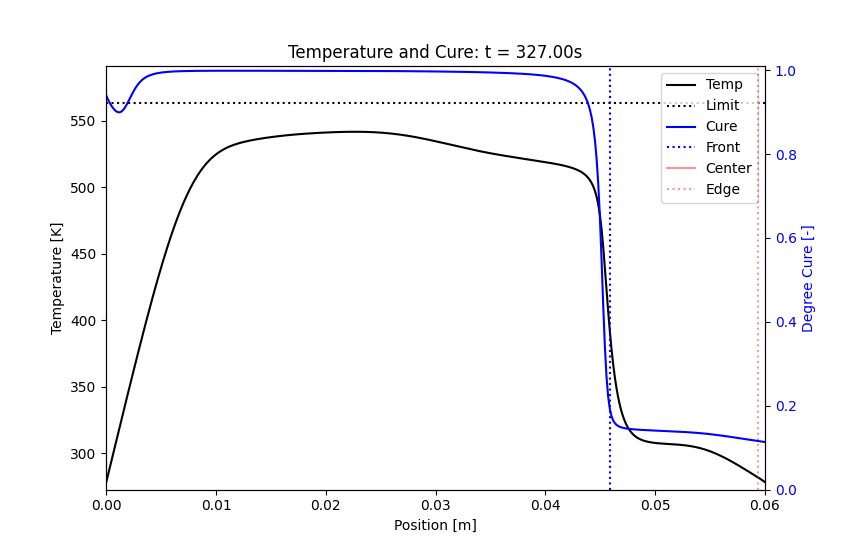 Temperature and Cure: t = 327.00s
Temperature [K]
550
500
450
400
350
300
Temp
Limit
Cure
Front
Center
Edge
1.0
0.8
0.6
0.4
0.2
0.0
Degree Cure [-]
0.00
0.01
0.02
0.03
0.04
0.05
0.06
Position [m]